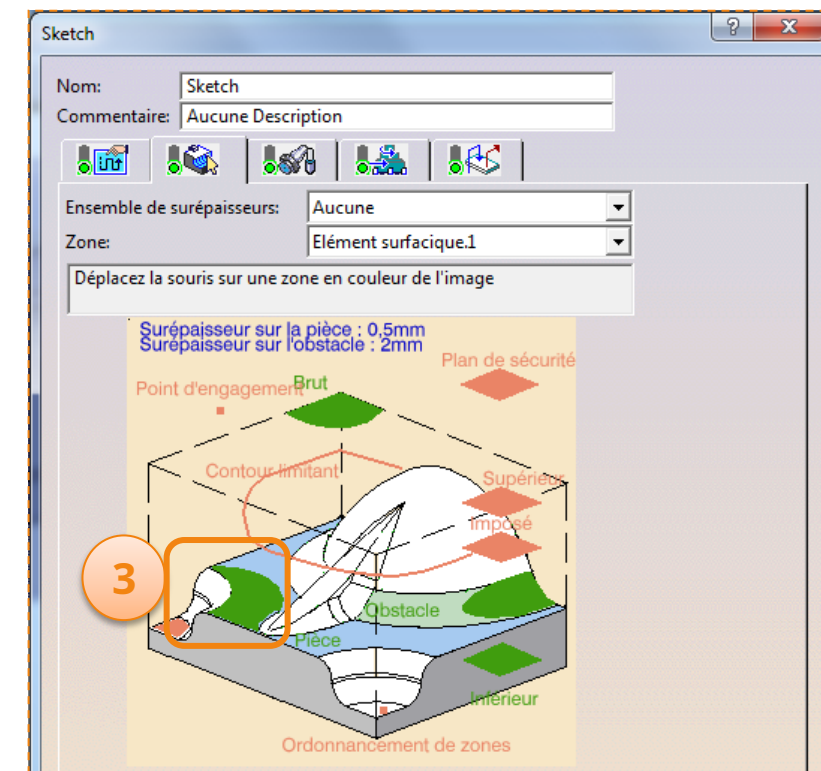 Sketch
Nom: Sketch
Commentaire: Aucune Description
Ensemble de surépaisseurs: Aucune
Zone: Elément surfacique.1
Déplacez la souris sur une zone en couleur de l'image
Surépaisseur sur la pièce : 0,5mm
Surépaisseur sur l'obstacle : 2mm
Plan de sécurité
Point d'engagement
Brut
Contour limitant
Supérieur
Imposé
3
Obstacle
Pièce
Inférieur
Ordonnancement de zones